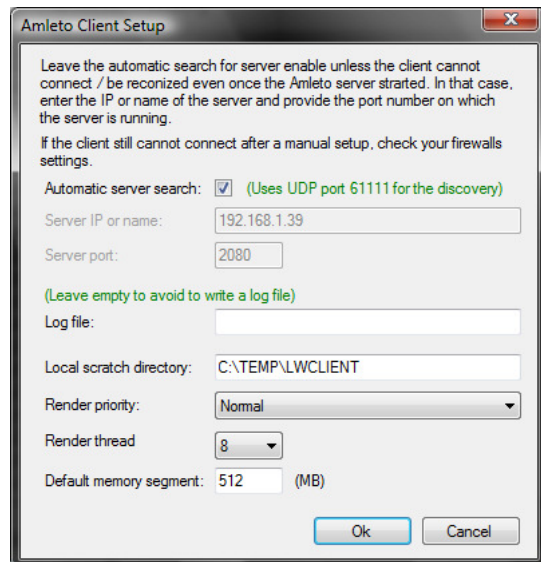 Amleto Client Setup
Leave the automatic search for server enable unless the client cannot
connect / be reconized even once the Amleto server strarted. In that case,
enter the IP or name of the server and provide the port number on which
the server is running.
If the client still cannot connect after a manual setup, check your firewalls
settings.
Automatic server search: (Uses UDP port 61111 for the discovery)
Server IP or name: 192.168.1.39
Server port: 2080
(Leave empty to avoid to write a log file)
Log file:
Local scratch directory: C:\TEMP\LWCLIENT
Render priority: Normal
Render thread 8
Default memory segment: 512 (MB)
Ok Cancel